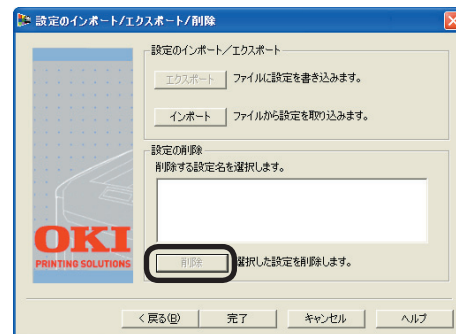 設定のインポート/エクスポート/削除
設定のインポート/エクスポート
エクスポート ファイルに設定を書き込みます。
インポート ファイルから設定を取り込みます。
設定の削除
削除する設定名を選択します。
OKI
PRINTING SOLUTIONS
削除 選択した設定を削除します。
< 戻る(B) 完了 キャンセル ヘルプ